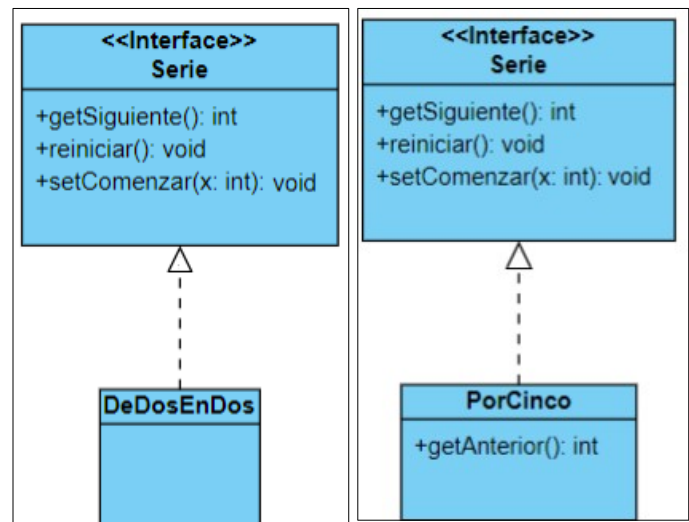 <<Interface>>
Serie
+getSiguiente(): int
+reiniciar(): void
+setComenzar(x: int): void
DeDosEnDos
<<Interface>>
Serie
+getSiguiente(): int
+reiniciar(): void
+setComenzar(x: int): void
PorCinco
+getAnterior(): int